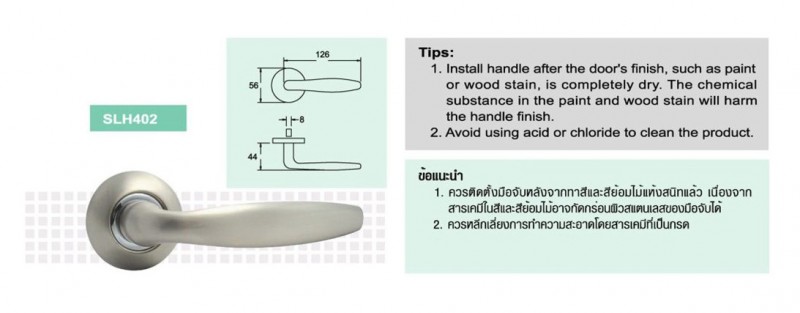 SLH402
126
56
8
44
Tips:
1. Install handle after the door's finish, such as paint
or wood stain, is completely dry. The chemical
substance in the paint and wood stain will harm
the handle finish.
2. Avoid using acid or chloride to clean the product.
ข้อแนะนำ
1. ควรติดตั้งมือจับหลังจากทาสีและสีย้อมไม้แห้งสนิทแล้ว เนื่องจาก
สารเคมีในสีและสีย้อมไม้อาจกัดกร่อนผิวสแตนเลสของมือจับได้
2. ควรหลีกเลี่ยงการทำความสะอาดโดยสารเคมีที่เป็นกรด